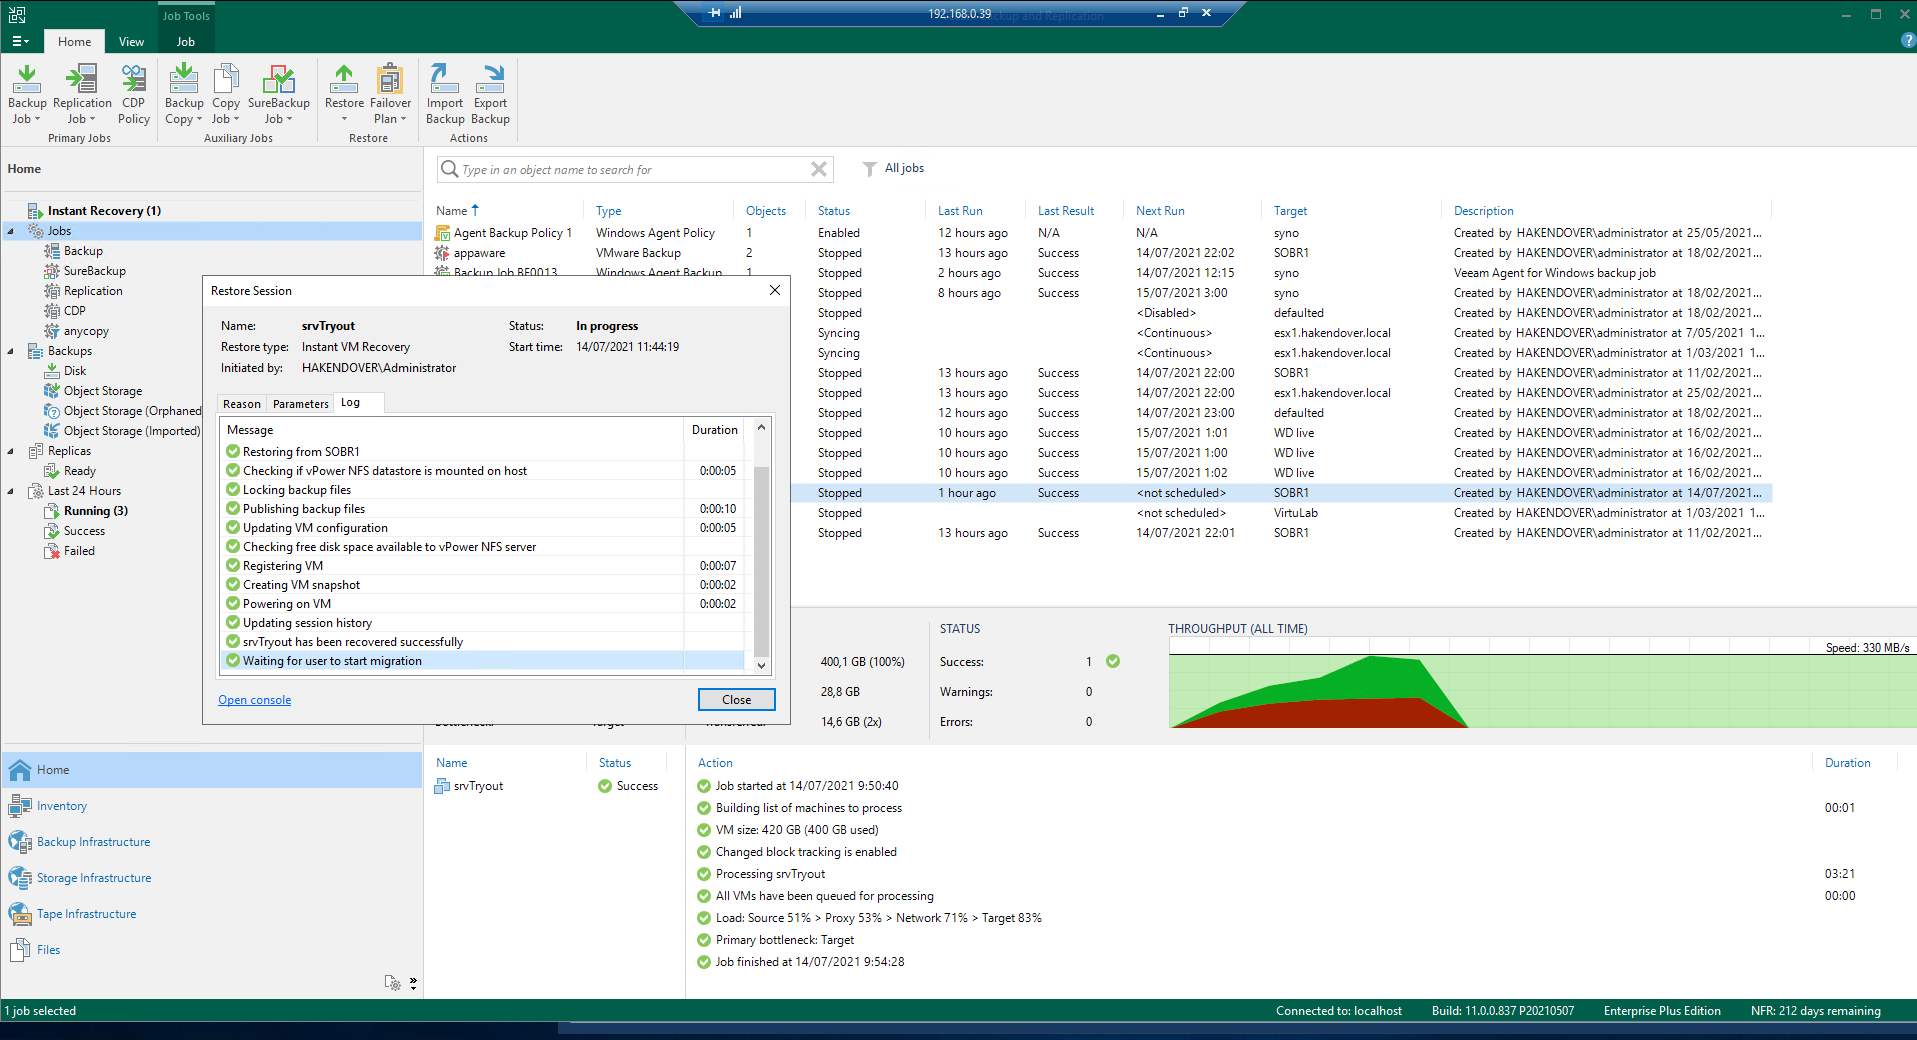 Job Tools
192.168.0.39
ckup and Replication
Home
View
Job
Backup Job
Replication Job
CDP Policy
Backup Copy
Copy Job
SureBackup Job
Restore
Failover Plan
Import Backup
Export Backup
Primary Jobs
Auxiliary Jobs
Restore
Actions
Home
Type in an object name to search for
All jobs
Instant Recovery (1)
Jobs
Backup
SureBackup
Replication
CDP
anycopy
Backups
Disk
Object Storage
Object Storage (Orphaned
Object Storage (Imported)
Replicas
Ready
Last 24 Hours
Running (3)
Success
Failed
Name Type Objects Status Last Run Last Result Next Run Target Description
Agent Backup Policy 1 Windows Agent Policy 1 Enabled 12 hours ago N/A N/A syno Created by HAKENDOVER\administrator at 25/05/2021...
appaware VMware Backup 2 Stopped 13 hours ago Success 14/07/2021 22:02 SOBR1 Created by HAKENDOVER\administrator at 18/02/2021...
Backup Job BE0013 Windows Agent Backup 1 Stopped 2 hours ago Success 14/07/2021 12:15 syno Veeam Agent for Windows backup job
Stopped 8 hours ago Success 15/07/2021 3:00 syno Created by HAKENDOVER\administrator at 18/02/2021...
Stopped <Disabled> defaulted Created by HAKENDOVER\administrator at 18/02/2021...
Syncing <Continuous> esx1.hakendover.local Created by HAKENDOVER\administrator at 7/05/2021 1...
Syncing <Continuous> esx1.hakendover.local Created by HAKENDOVER\administrator at 1/03/2021 1...
Stopped 13 hours ago Success 14/07/2021 22:00 SOBR1 Created by HAKENDOVER\administrator at 11/02/2021...
Stopped 13 hours ago Success 14/07/2021 22:00 esx1.hakendover.local Created by HAKENDOVER\administrator at 25/02/2021...
Stopped 12 hours ago Success 14/07/2021 23:00 defaulted Created by HAKENDOVER\administrator at 18/02/2021...
Stopped 10 hours ago Success 15/07/2021 1:01 WD live Created by HAKENDOVER\administrator at 16/02/2021...
Stopped 10 hours ago Success 15/07/2021 1:00 WD live Created by HAKENDOVER\administrator at 16/02/2021...
Stopped 10 hours ago Success 15/07/2021 1:02 WD live Created by HAKENDOVER\administrator at 16/02/2021...
Stopped 1 hour ago Success <not scheduled> SOBR1 Created by HAKENDOVER\administrator at 14/07/2021...
Stopped <not scheduled> VirtuLab Created by HAKENDOVER\administrator at 1/03/2021 1...
Stopped 13 hours ago Success 14/07/2021 22:01 SOBR1 Created by HAKENDOVER\administrator at 11/02/2021...
Restore Session
Name: srvTryout Status: In progress
Restore type: Instant VM Recovery Start time: 14/07/2021 11:44:19
Initiated by: HAKENDOVER\Administrator
Reason Parameters Log
Message Duration
Restoring from SOBR1
Checking if vPower NFS datastore is mounted on host 0:00:05
Locking backup files
Publishing backup files 0:00:10
Updating VM configuration 0:00:05
Checking free disk space available to vPower NFS server
Registering VM 0:00:07
Creating VM snapshot 0:00:02
Powering on VM 0:00:02
Updating session history
srvTryout has been recovered successfully
Waiting for user to start migration
Open console
Close
STATUS
THROUGHPUT (ALL TIME)
Speed: 330 MB/s
400,1 GB (100%) Success: 1
28,8 GB Warnings: 0
14,6 GB (2x) Errors: 0
Home
Inventory
Backup Infrastructure
Storage Infrastructure
Tape Infrastructure
Files
Name Status Action Duration
srvTryout Success
Job started at 14/07/2021 9:50:40
Building list of machines to process 00:01
VM size: 420 GB (400 GB used)
Changed block tracking is enabled
Processing srvTryout 03:21
All VMs have been queued for processing 00:00
Load: Source 51% > Proxy 53% > Network 71% > Target 83%
Primary bottleneck: Target
Job finished at 14/07/2021 9:54:28
1 job selected
Connected to: localhost
Build: 11.0.0.837 P20210507
Enterprise Plus Edition
NFR: 212 days remaining